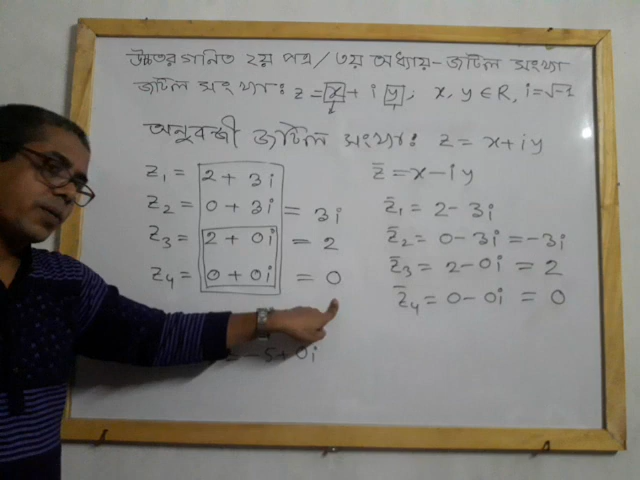 উচ্চতর গনিত ২য় পত্র / ৩য় অধ্যায় - জটিল সংখ্যা
জটিল সংখ্যাঃ z = x + i y ; x, y ∈ R, i = √-1
অনুবন্ধী জটিল সংখ্যাঃ z = x + iy
z̄ = x - iy
z₁ = 2 + 3i
z₂ = 0 + 3i = 3i
z₃ = 2 + 0i = 2
z₄ = 0 + 0i = 0
z̄₁ = 2 - 3i
z̄₂ = 0 - 3i = -3i
z̄₃ = 2 - 0i = 2
z̄₄ = 0 - 0i = 0
- 5 + 0i